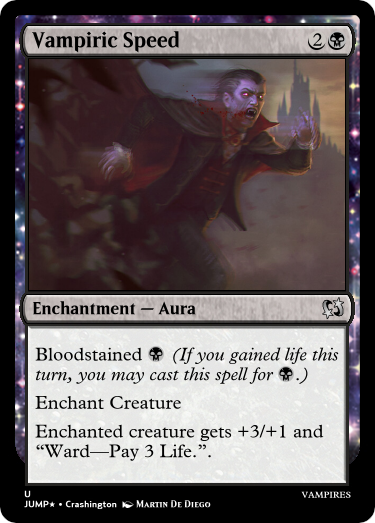 Vampiric Speed 2
Enchantment — Aura
Bloodstained (If you gained life this
turn, you may cast this spell for .)
Enchant Creature
Enchanted creature gets +3/+1 and
“Ward—Pay 3 Life.”.
U
JUMP★ • Crashington MARTIN DE DIEGO
VAMPIRES